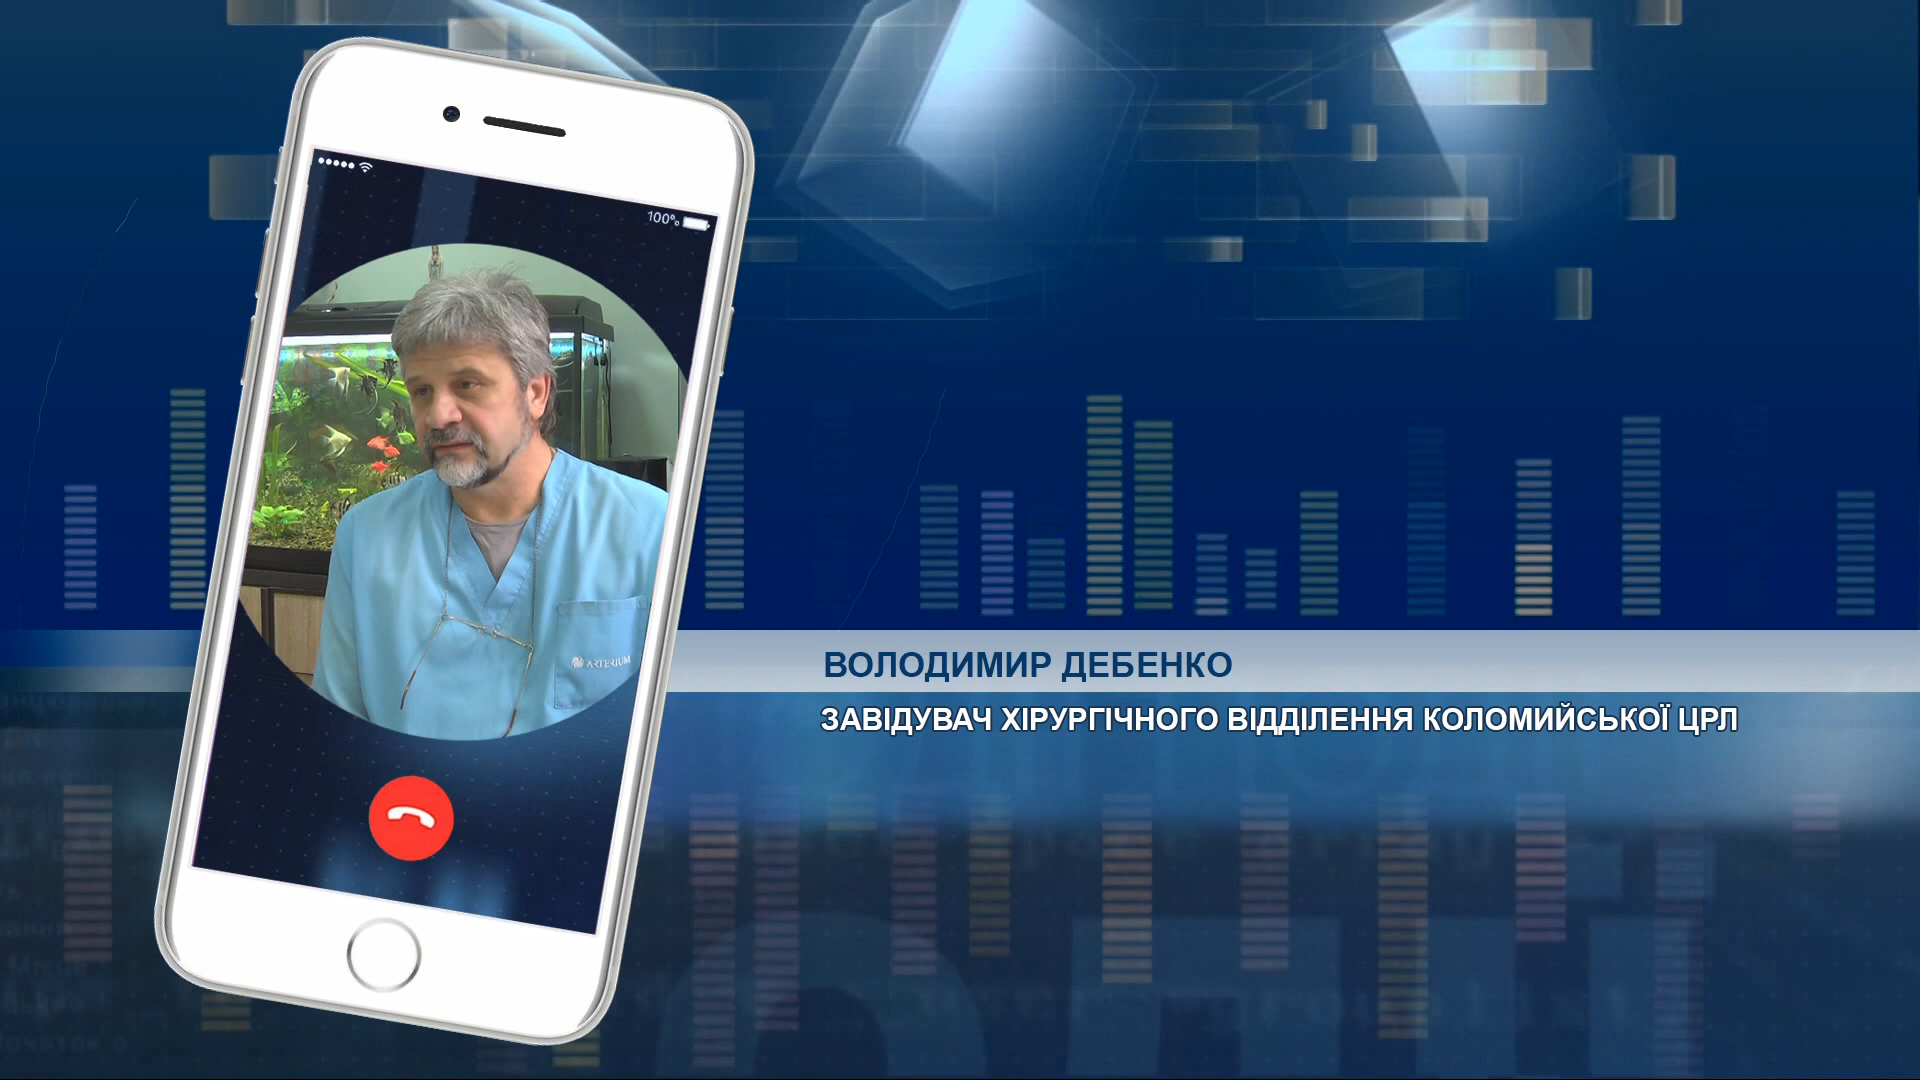 100%
ARTERIUM
ВОЛОДИМИР ДЕБЕНКО
ЗАВІДУВАЧ ХІРУРГІЧНОГО ВІДДІЛЕННЯ КОЛОМИЙСЬКОЇ ЦРЛ